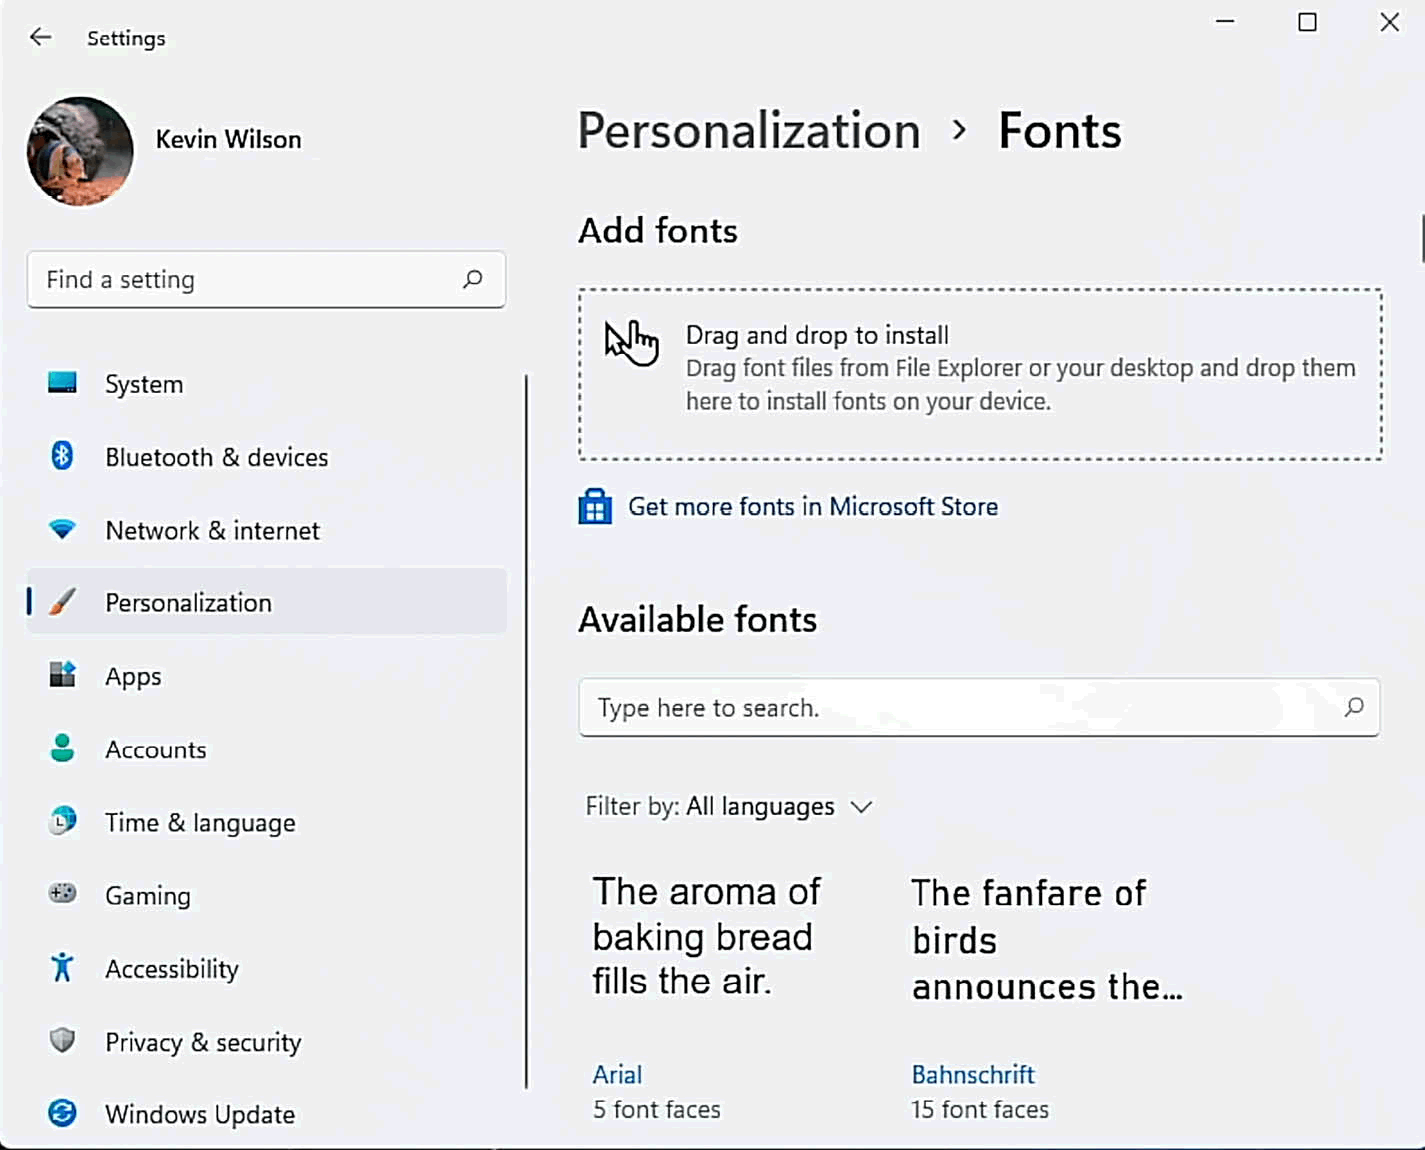 Settings
Kevin Wilson
Find a setting
System
Bluetooth & devices
Network & internet
Personalization
Apps
Accounts
Time & language
Gaming
Accessibility
Privacy & security
Windows Update
Personalization > Fonts
Add fonts
Drag and drop to install
Drag font files from File Explorer or your desktop and drop them
here to install fonts on your device.
Get more fonts in Microsoft Store
Available fonts
Type here to search.
Filter by: All languages
The aroma of
baking bread
fills the air.
Arial
5 font faces
The fanfare of
birds
announces the...
Bahnschrift
15 font faces